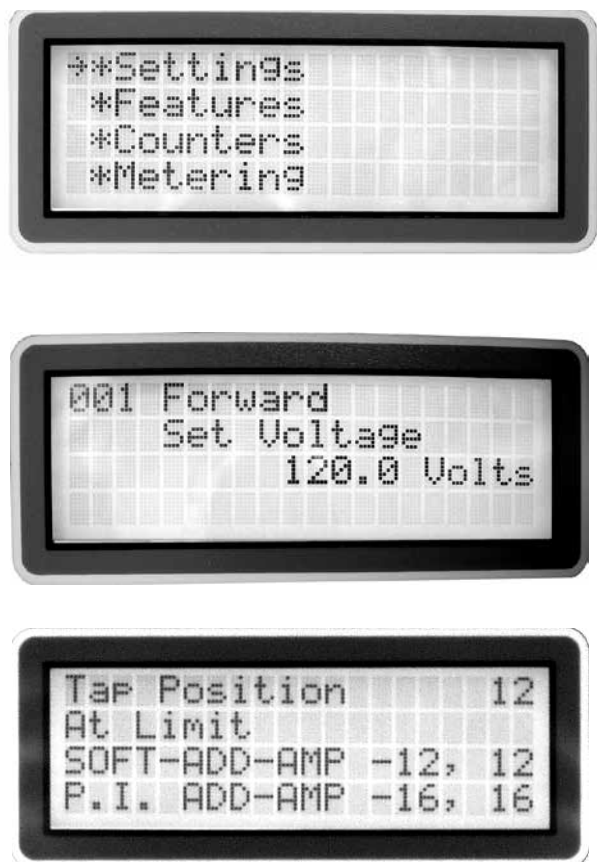 →*Settings
*Features
*Counters
*Metering
001 Forward
Set Voltage
120.0 Volts
Tap Position 12
At Limit
SOFT-ADD-AMP -12, 12
P.I. ADD-AMP -16, 16